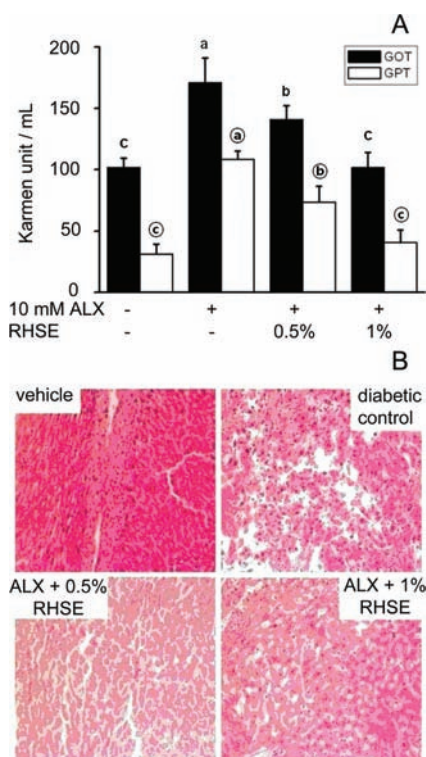 A
Karmen unit / mL
200
150
100
50
0
GOT
GPT
a
b
c
c
ⓐ
ⓑ
ⓒ
ⓒ
10 mM ALX - + + +
RHSE - - 0.5% 1%
B
vehicle
diabetic
control
ALX + 0.5%
RHSE
ALX + 1%
RHSE